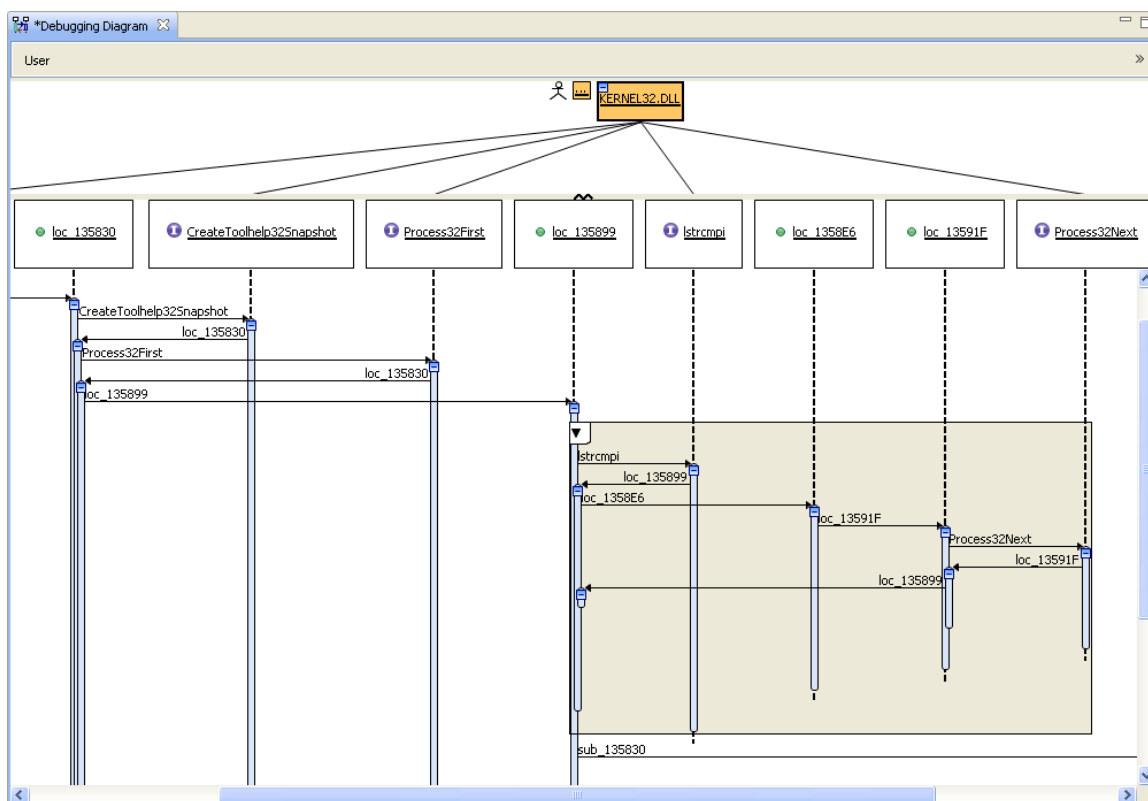 *Debugging Diagram
User
...
KERNEL32.DLL
loc_135830
CreateToolhelp32Snapshot
Process32First
loc_135899
lstrcmpi
loc_1358E6
loc_13591F
Process32Next
CreateToolhelp32Snapshot
loc_135830
Process32First
loc_135830
loc_135899
lstrcmpi
loc_135899
loc_1358E6
loc_13591F
Process32Next
loc_13591F
loc_135899
sub_135830